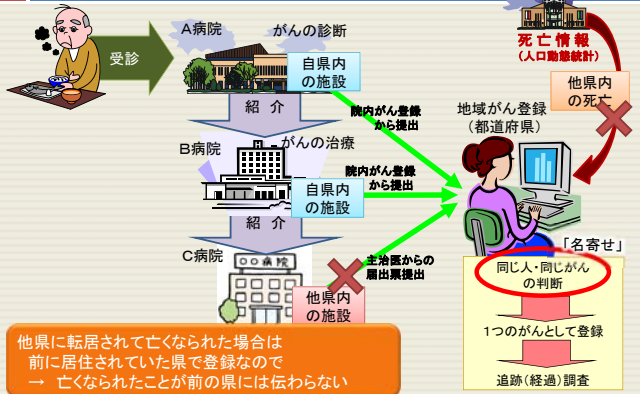 受診
A病院
がんの診断
自県内
の施設
紹 介
院内がん登録
から提出
B病院
がんの治療
自県内
の施設
院内がん登録
から提出
紹 介
C病院
○○病院
他県内
の施設
主治医からの
届出票提出
死亡情報
(人口動態統計)
他県内
の死亡
地域がん登録
(都道府県)
「名寄せ」
同じ人・同じがん
の判断
1つのがんとして登録
追跡(経過)調査
他県に転居されて亡くなられた場合は
前に居住されていた県で登録なので
→ 亡くなられたことが前の県には伝わらない